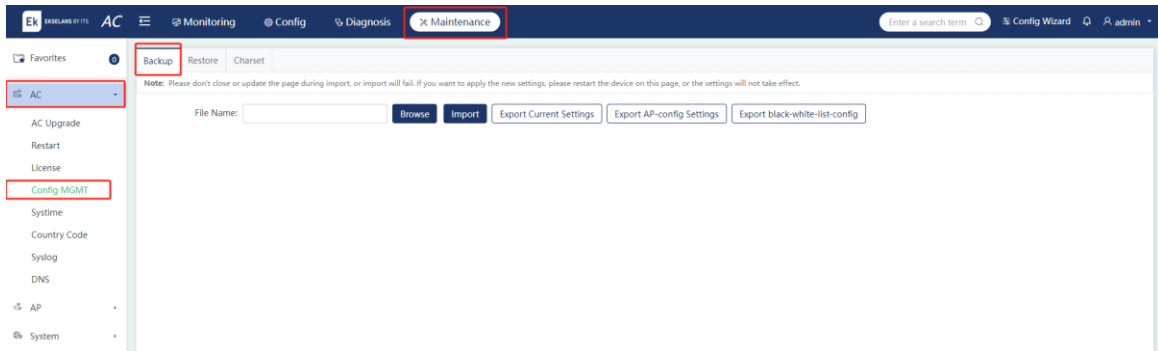 Ek EKSELANS BY ITS AC Monitoring Config Diagnosis Maintenance Enter a search term Config Wizard admin
Favorites 0
Backup Restore Charset
Note: Please don't close or update the page during import, or import will fail. If you want to apply the new settings, please restart the device on this page, or the settings will not take effect.
AC
File Name: Browse Import Export Current Settings Export AP-config Settings Export black-white-list-config
AC Upgrade
Restart
License
Config MGMT
Systime
Country Code
Syslog
DNS
AP
System